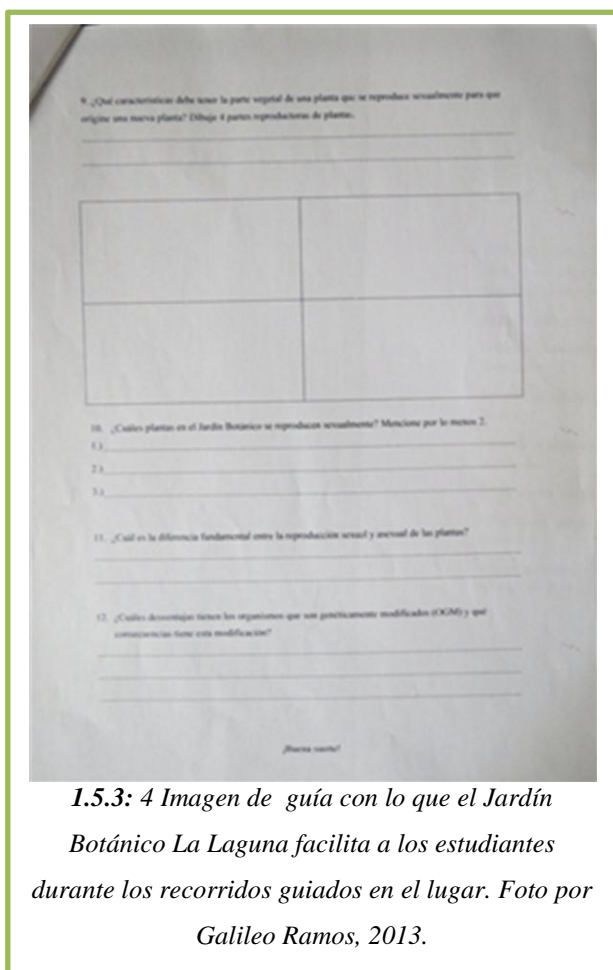 9. ¿Qué características debe tener la parte vegetal de una planta que se reproduce sexualmente para que
origine una nueva planta? Dibuje 4 partes reproductoras de plantas.
10. ¿Cuáles plantas en el Jardín Botánico se reproducen sexualmente? Mencione por lo menos 2.
1.)
2.)
3.)
11. ¿Cuál es la diferencia fundamental entre la reproducción sexual y asexual de las plantas?
12. ¿Cuáles desventajas tienen los organismos que son genéticamente modificados (OGM) y qué
consecuencias tiene esta modificación?
¡Buena suerte!
1.5.3: 4 Imagen de guía con lo que el Jardín
Botánico La Laguna facilita a los estudiantes
durante los recorridos guiados en el lugar. Foto por
Galileo Ramos, 2013.